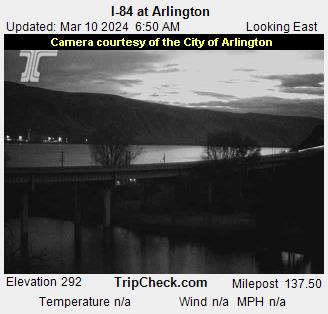 I-84 at Arlington
Updated: Mar 10 2024 6:50 AM Looking East
Camera courtesy of the City of Arlington
Elevation 292 TripCheck.com Milepost 137.50
Temperature n/a Wind n/a MPH n/a